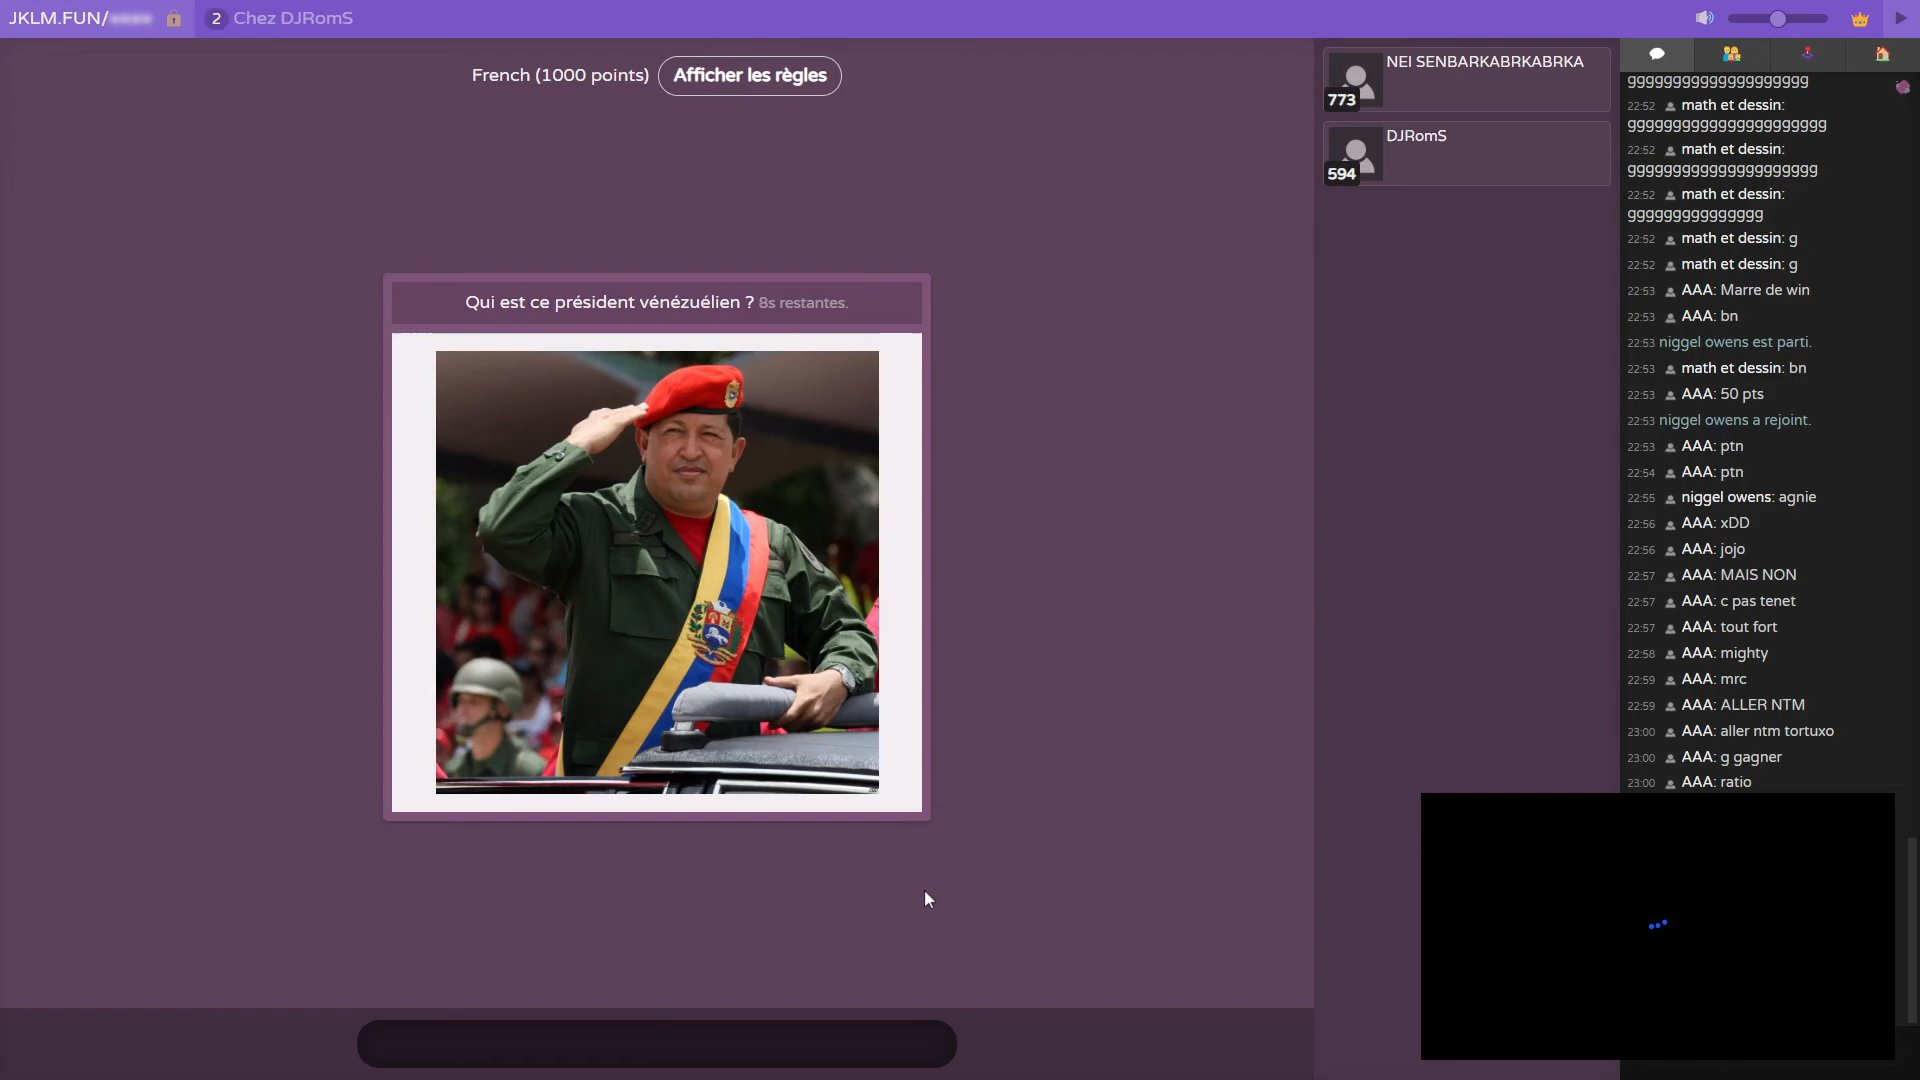 JKLM.FUN/
2 Chez DJRomS
French (1000 points) Afficher les règles
Qui est ce président vénézuélien ? 8s restantes.
NEI SENBARKABRKABRKA
773
DJRomS
594
gggggggggggggggggggg
22:52 math et dessin:
gggggggggggggggggggggg
22:52 math et dessin:
ggggggggggggggggggggg
22:52 math et dessin:
ggggggggggggggg
22:52 math et dessin: g
22:52 math et dessin: g
22:53 AAA: Marre de win
22:53 AAA: bn
22:53 niggel owens est parti.
22:53 math et dessin: bn
22:53 AAA: 50 pts
22:53 niggel owens a rejoint.
22:53 AAA: ptn
22:54 AAA: ptn
22:55 niggel owens: agnie
22:56 AAA: xDD
22:56 AAA: jojo
22:57 AAA: MAIS NON
22:57 AAA: c pas tenet
22:57 AAA: tout fort
22:58 AAA: mighty
22:59 AAA: mrc
22:59 AAA: ALLER NTM
23:00 AAA: aller ntm tortuxo
23:00 AAA: g gagner
23:00 AAA: ratio